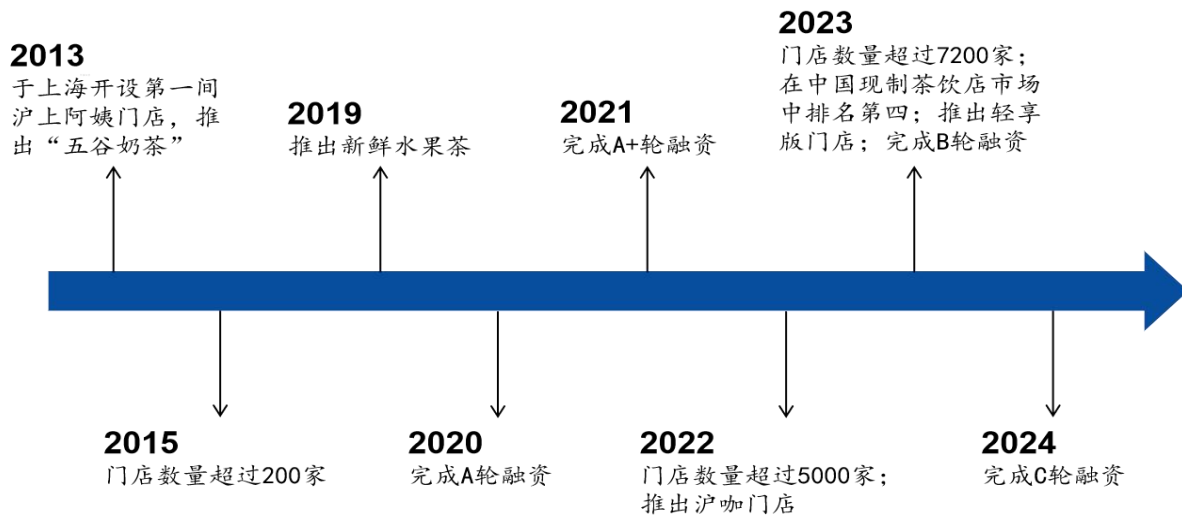 2013
于上海开设第一间
沪上阿姨门店，推
出“五谷奶茶”
2019
推出新鲜水果茶
2021
完成A+轮融资
2023
门店数量超过7200家；
在中国现制茶饮店市场
中排名第四；推出轻享
版门店；完成B轮融资
2015
门店数量超过200家
2020
完成A轮融资
2022
门店数量超过5000家；
推出沪咖门店
2024
完成C轮融资